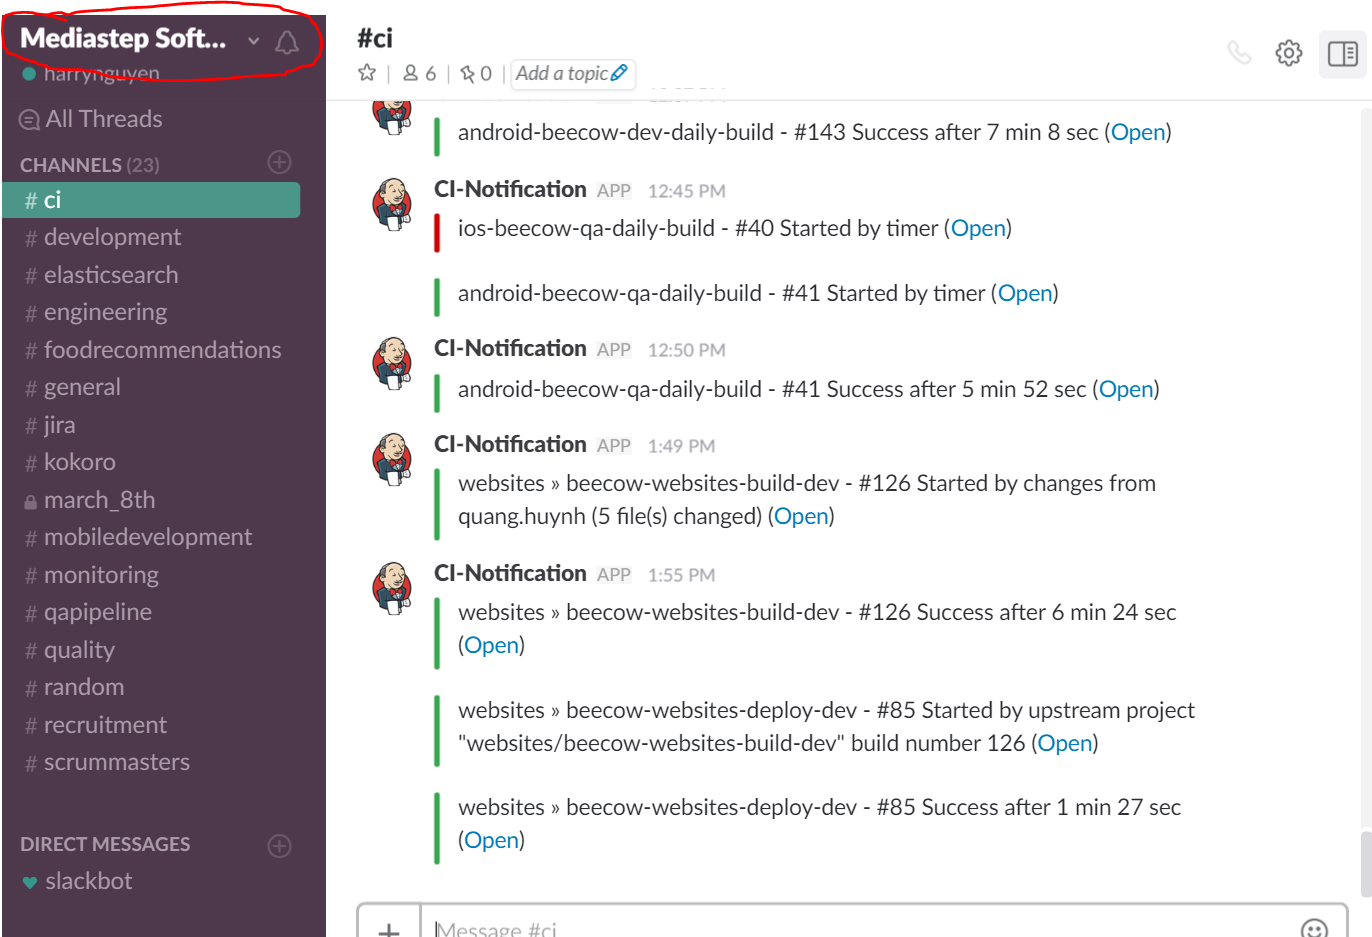 Mediastep Soft...
harrynguyen
All Threads
CHANNELS (23)
# ci
# development
# elasticsearch
# engineering
# foodrecommendations
# general
# jira
# kokoro
march_8th
# mobiledevelopment
# monitoring
# qapipeline
# quality
# random
# recruitment
# scrummasters
DIRECT MESSAGES
slackbot
#ci
6 | 0 | Add a topic
android-beecow-dev-daily-build - #143 Success after 7 min 8 sec (Open)
CI-Notification APP 12:45 PM
ios-beecow-qa-daily-build - #40 Started by timer (Open)
android-beecow-qa-daily-build - #41 Started by timer (Open)
CI-Notification APP 12:50 PM
android-beecow-qa-daily-build - #41 Success after 5 min 52 sec (Open)
CI-Notification APP 1:49 PM
websites » beecow-websites-build-dev - #126 Started by changes from
quang.huynh (5 file(s) changed) (Open)
CI-Notification APP 1:55 PM
websites » beecow-websites-build-dev - #126 Success after 6 min 24 sec
(Open)
websites » beecow-websites-deploy-dev - #85 Started by upstream project
"websites/beecow-websites-build-dev" build number 126 (Open)
websites » beecow-websites-deploy-dev - #85 Success after 1 min 27 sec
(Open)
Message #ci